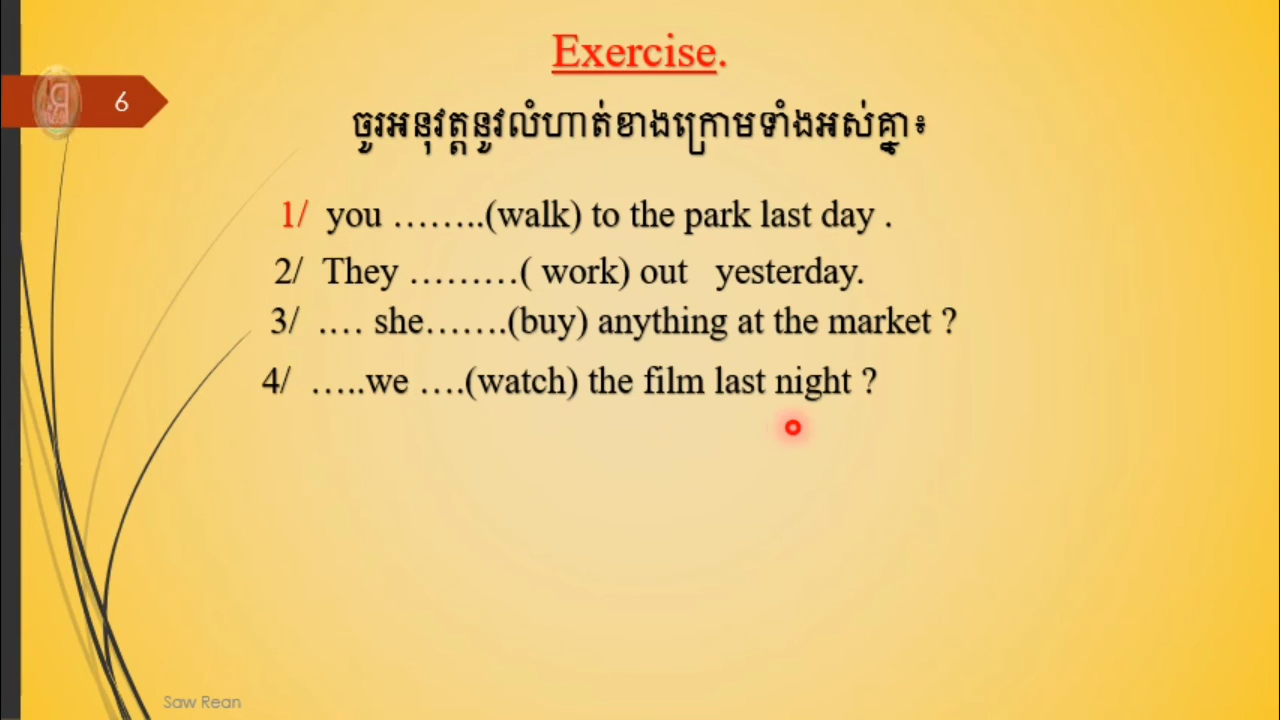 Exercise.
6
ចូរអនុវត្តនូវលំហាត់ខាងក្រោមទាំងអស់គ្នា៖
1/ you ……..(walk) to the park last day .
2/ They ………( work) out yesterday.
3/ .… she…….(buy) anything at the market ?
4/ …..we ….(watch) the film last night ?
Saw Rean